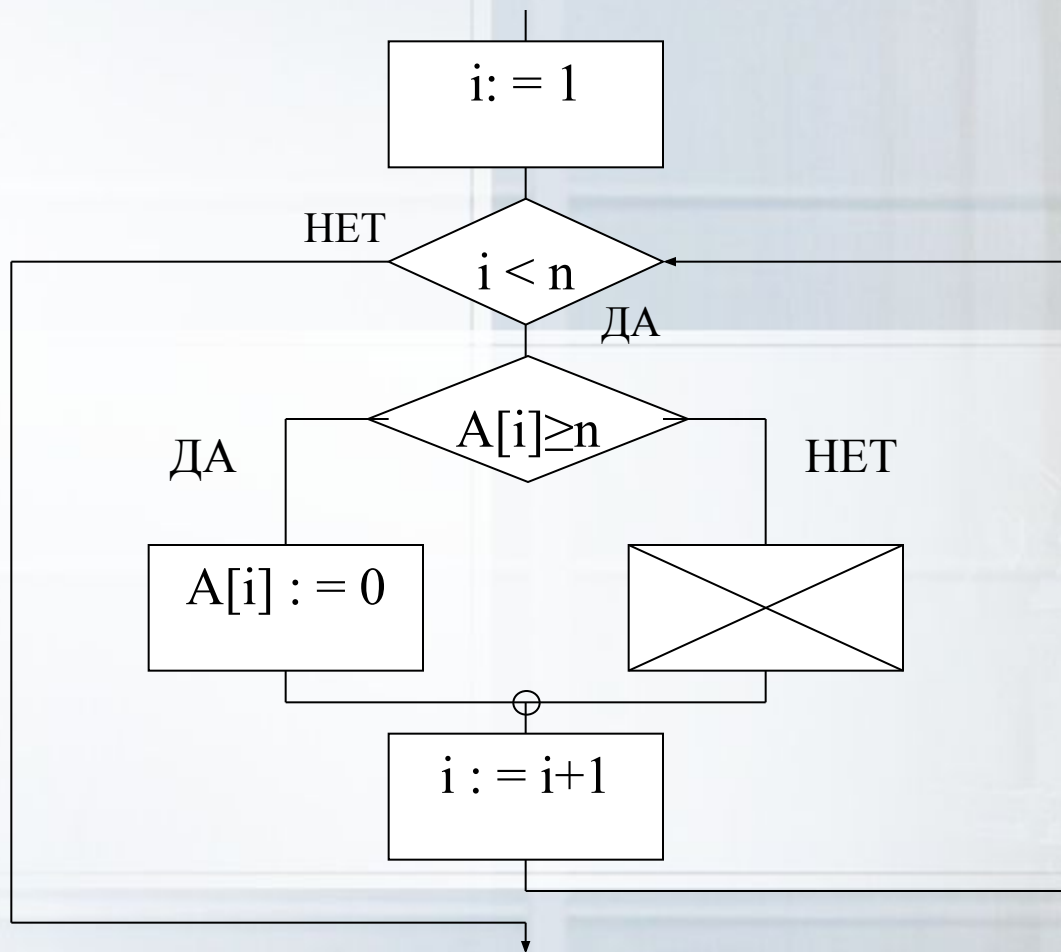 i: = 1
НЕТ
i < n
ДА
A[i]≥n
ДА
НЕТ
A[i] : = 0
i : = i+1